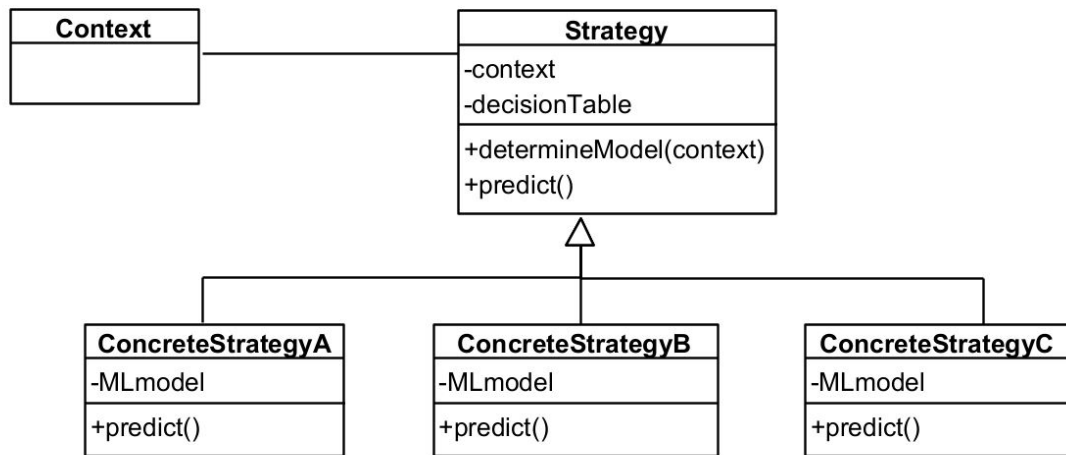 Context
Strategy
-context
-decisionTable
+determineModel(context)
+predict()
ConcreteStrategyA
-MLmodel
+predict()
ConcreteStrategyB
-MLmodel
+predict()
ConcreteStrategyC
-MLmodel
+predict()